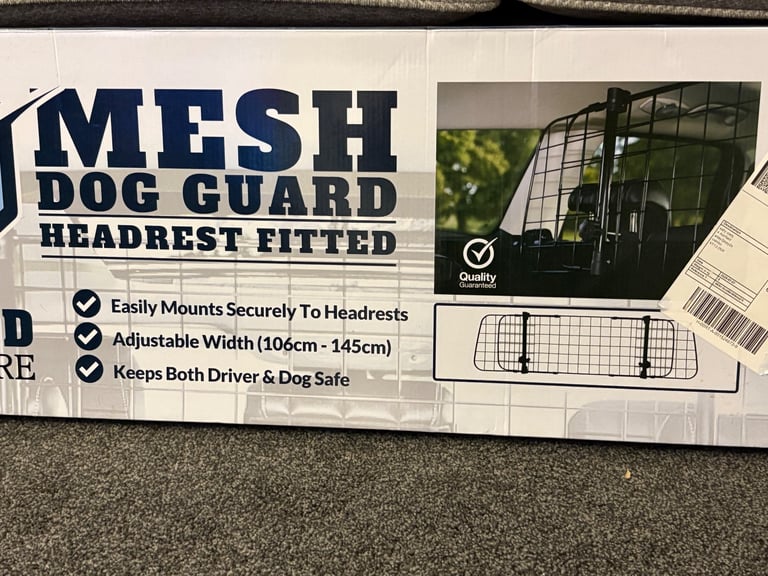 MESH
DOG GUARD
HEADREST FITTED
Easily Mounts Securely To Headrests
Adjustable Width (106cm - 145cm)
Keeps Both Driver & Dog Safe
D
RE
Quality
Guaranteed